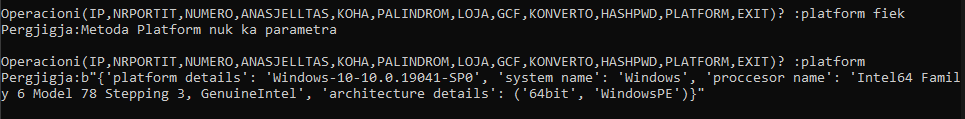 Operacioni(IP,NRPORTIT,NUMERO,ANASJELLTAS,KOHA,PALINDROM,LOJA,GCF,KONVERTO,HASHPWD,PLATFORM,EXIT)? :platform fiek
Pergjigja:Metoda Platform nuk ka parametra
Operacioni(IP,NRPORTIT,NUMERO,ANASJELLTAS,KOHA,PALINDROM,LOJA,GCF,KONVERTO,HASHPWD,PLATFORM,EXIT)? :platform
Pergjigja:b"{'platform details': 'Windows-10-10.0.19041-SP0', 'system name': 'Windows', 'proccesor name': 'Intel64 Famil
y 6 Model 78 Stepping 3, GenuineIntel', 'architecture details': ('64bit', 'WindowsPE')}"